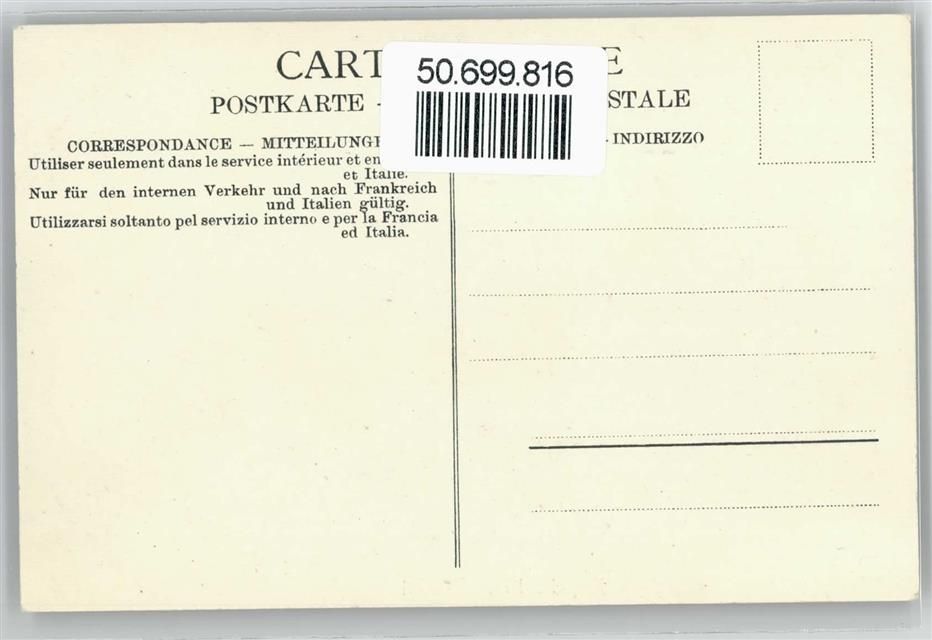 CART E
50.699.816
POSTKARTE - STALE
CORRESPONDANCE — MITTEILUNG - INDIRIZZO
Utiliser seulement dans le service intérieur et en
et Italie.
Nur für den internen Verkehr und nach Frankreich
und Italien gültig.
Utilizzarsi soltanto pel servizio interno e per la Francia
ed Italia.